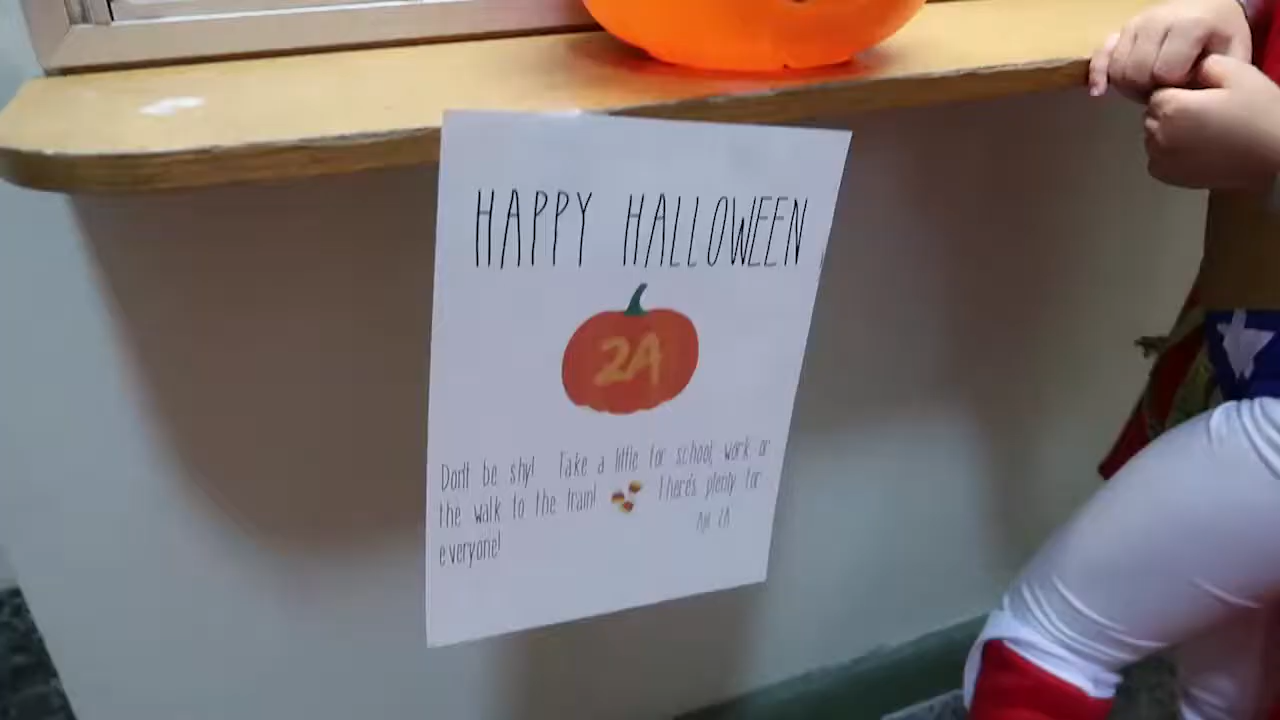 HAPPY HALLOWEEN
2A
Don't be shy! Take a little for school, work or
the walk to the train! There's plenty for
everyone!
Apt 2A